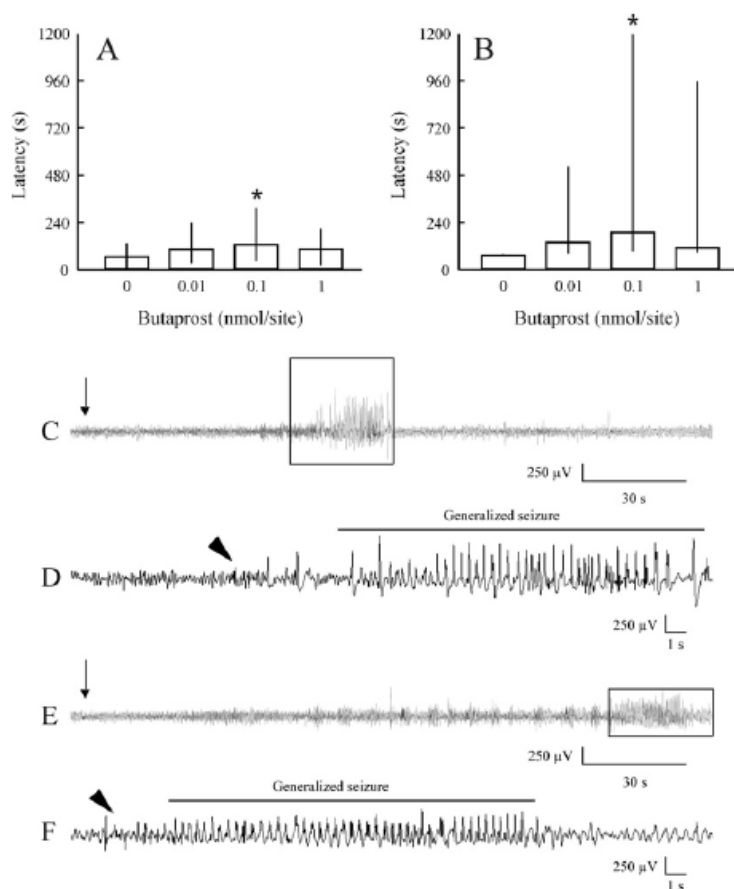 A
1200
960
720
480
240
0
Latency (s)
*
0 0.01 0.1 1
Butaprost (nmol/site)
B
1200
960
720
480
240
0
Latency (s)
*
0 0.01 0.1 1
Butaprost (nmol/site)
C
250 µV
30 s
Generalized seizure
D
250 µV
1 s
E
250 µV
30 s
Generalized seizure
F
250 µV
1 s